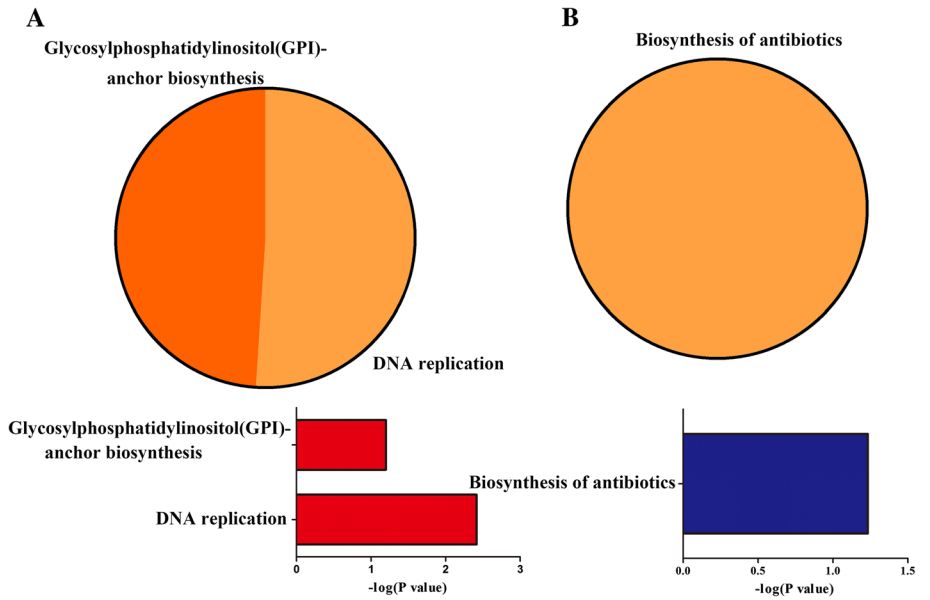 A
Glycosylphosphatidylinositol(GPI)-
anchor biosynthesis
DNA replication
Glycosylphosphatidylinositol(GPI)-
anchor biosynthesis
DNA replication
0 1 2 3
-log(P value)
B
Biosynthesis of antibiotics
Biosynthesis of antibiotics
0.0 0.5 1.0 1.5
-log(P value)